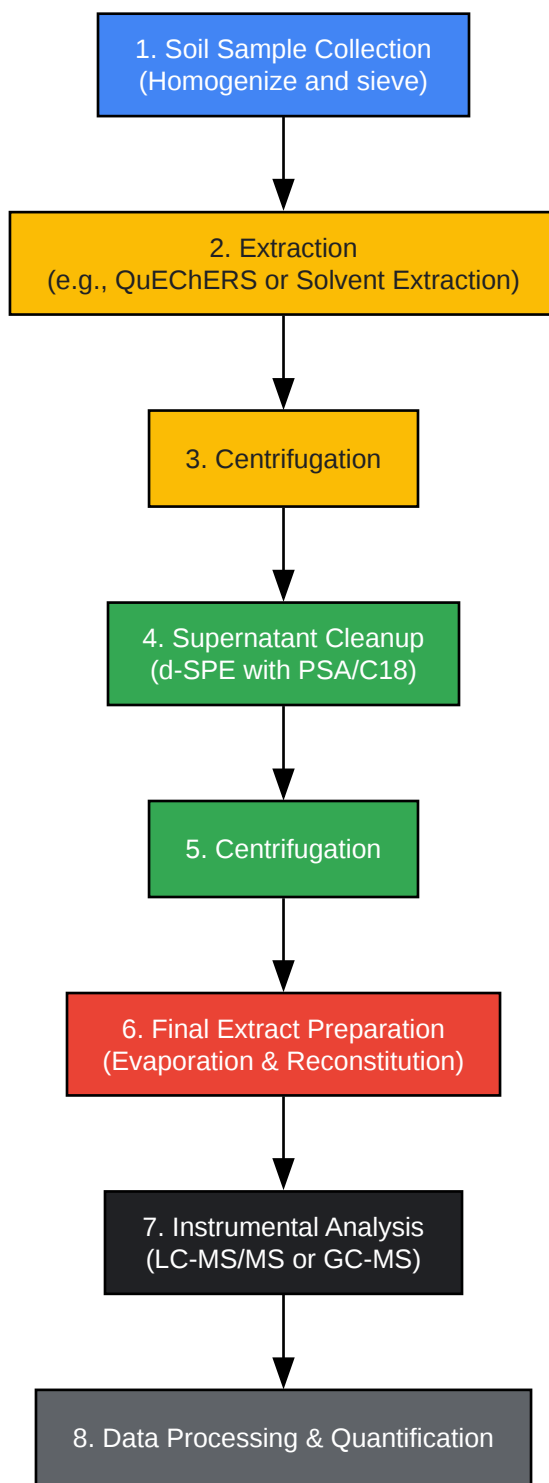 1. Soil Sample Collection
(Homogenize and sieve)
2. Extraction
(e.g., QuEChERS or Solvent Extraction)
3. Centrifugation
4. Supernatant Cleanup
(d-SPE with PSA/C18)
5. Centrifugation
6. Final Extract Preparation
(Evaporation & Reconstitution)
7. Instrumental Analysis
(LC-MS/MS or GC-MS)
8. Data Processing & Quantification